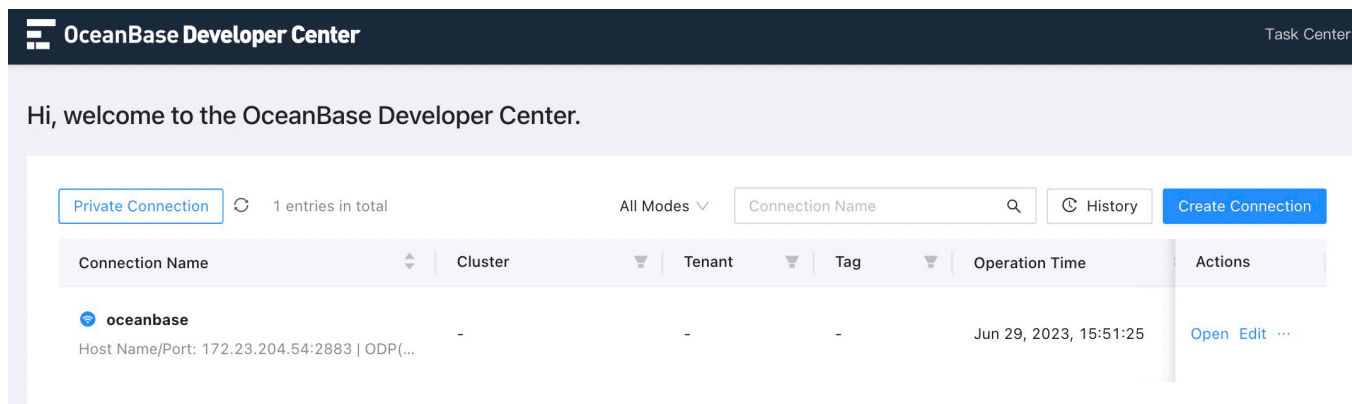 OceanBase Developer Center Task Center
Hi, welcome to the OceanBase Developer Center.
Private Connection 1 entries in total All Modes Connection Name History Create Connection
Connection Name Cluster Tenant Tag Operation Time Actions
oceanbase
Host Name/Port: 172.23.204.54:2883 | ODP(...
- - - Jun 29, 2023, 15:51:25 Open Edit ···